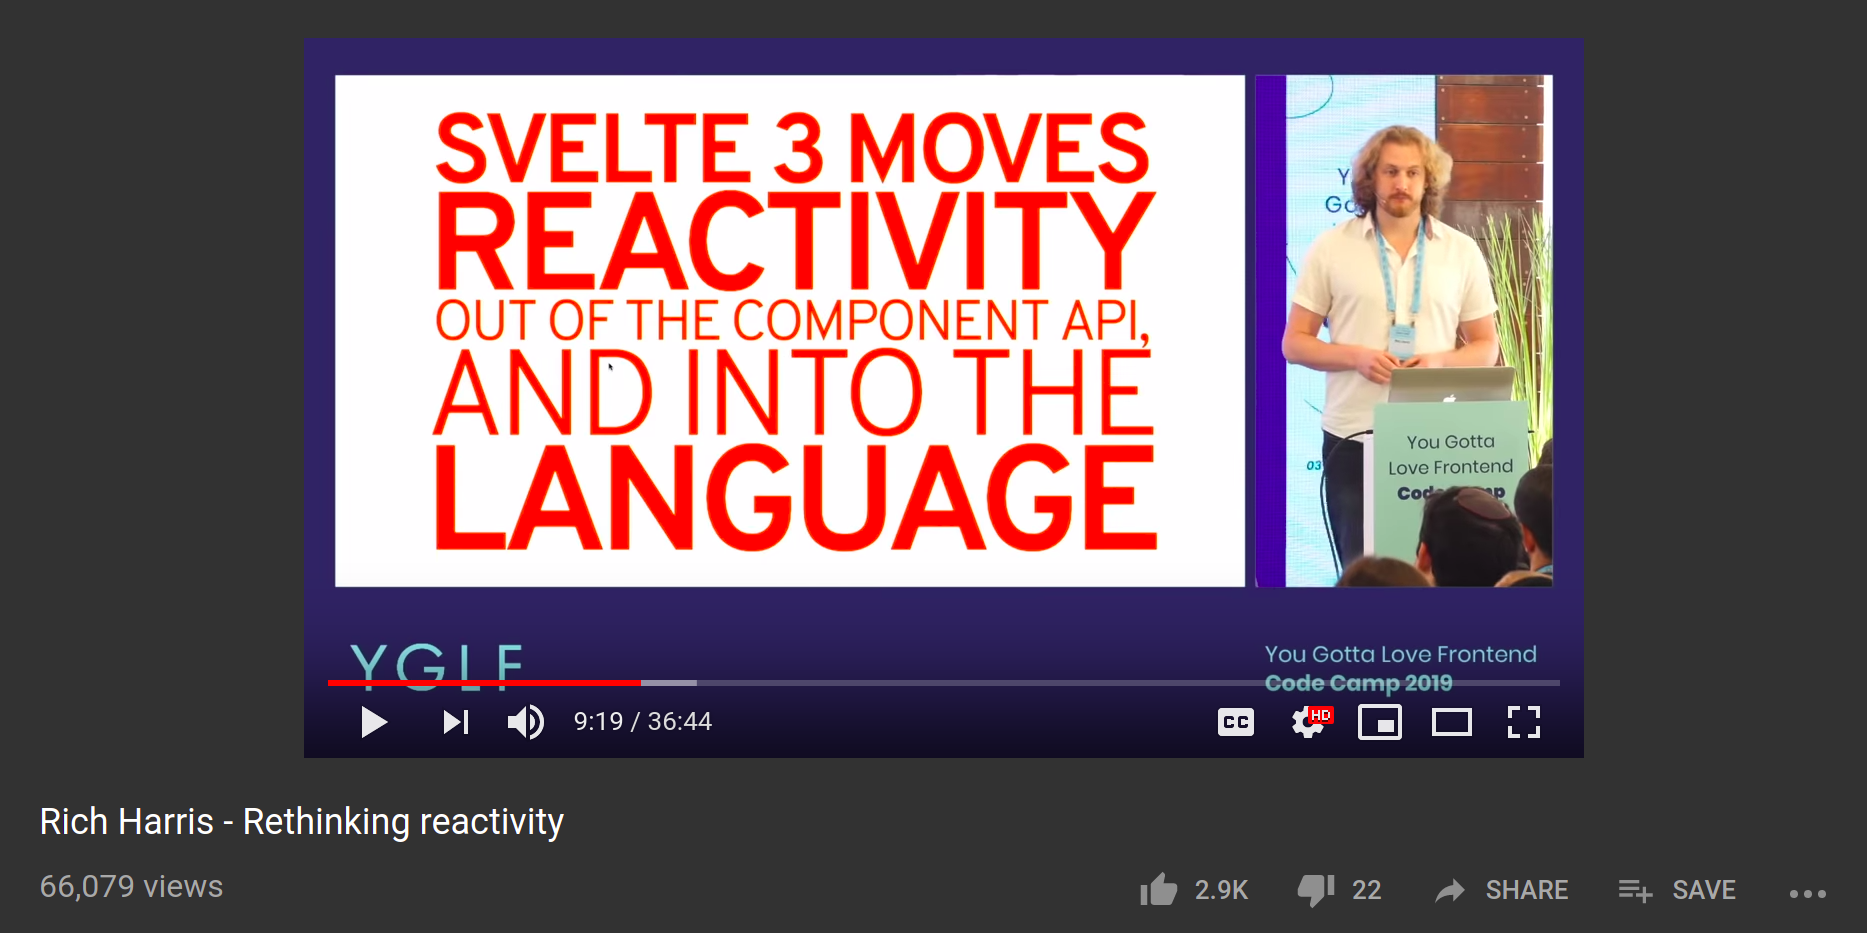 SVELTE 3 MOVES
REACTIVITY
OUT OF THE COMPONENT API,
AND INTO THE
LANGUAGE
Y
Go
03
You Gotta
Love Frontend
YGLF
You Gotta Love Frontend
Code Camp 2019
9:19 / 36:44
CC
HD
Rich Harris - Rethinking reactivity
66,079 views
2.9K
22
SHARE
SAVE